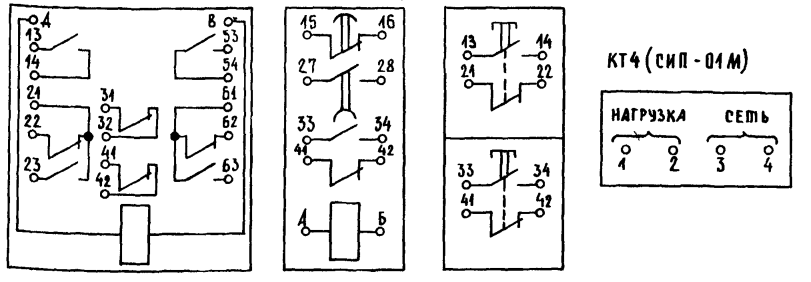 А В
13 53
14 54
21 31 61
22 32 62
23 41 63
42
15 16
27 28
33 34
41 42
А Б
13 14
21 22
33 34
41 42
КТ4 (СИП-01М)
НАГРУЗКА СЕТЬ
1 2 3 4